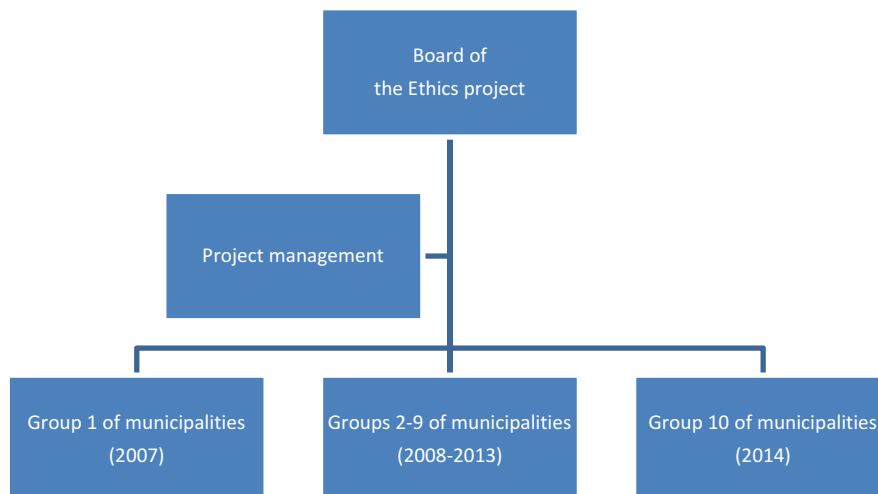 Board of
the Ethics project
Project management
Group 1 of municipalities
(2007)
Groups 2-9 of municipalities
(2008-2013)
Group 10 of municipalities
(2014)